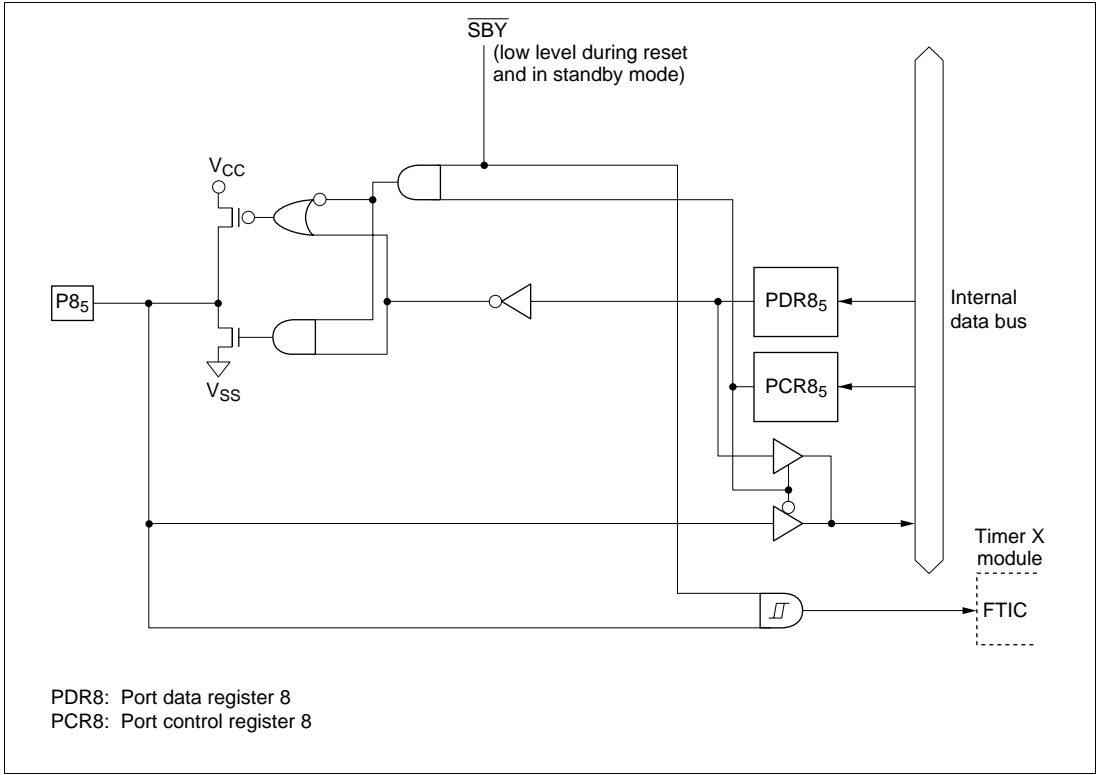 SBY
(low level during reset
and in standby mode)
VCC
P85
VSS
PDR85
PCR85
Internal
data bus
Timer X
module
FTIC
PDR8: Port data register 8
PCR8: Port control register 8